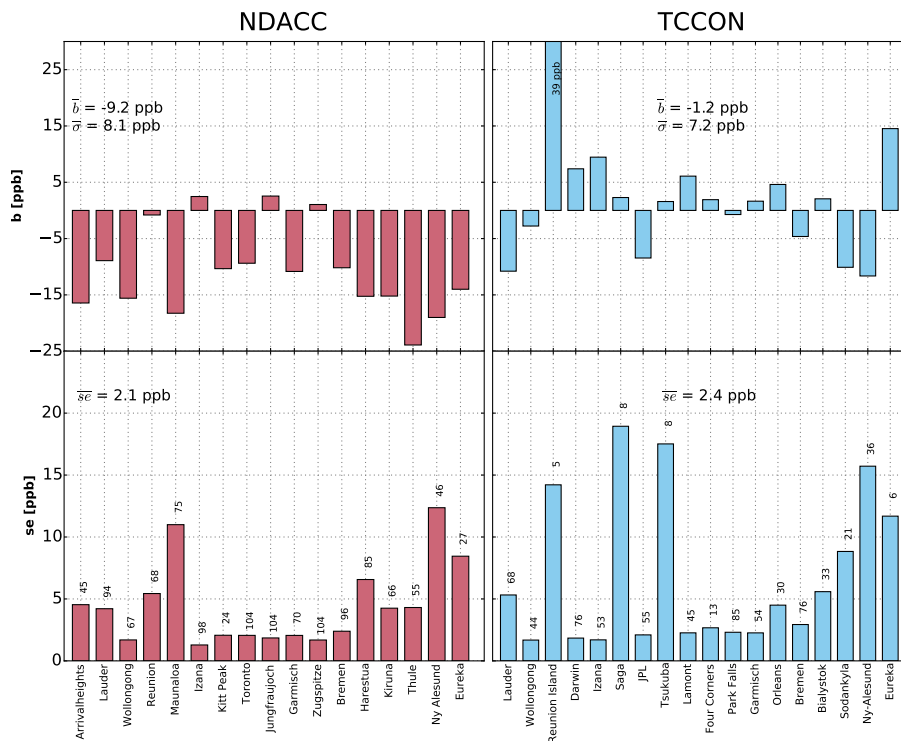 NDACC
TCCON
b [ppb]
25
15
5
−5
−15
−25
b = -9.2 ppb
σ = 8.1 ppb
39 ppb
b = -1.2 ppb
σ = 7.2 ppb
se [ppb]
20
15
10
5
0
se = 2.1 ppb
45
94
67
68
75
98
24
104
104
70
104
96
85
66
55
46
27
se = 2.4 ppb
68
44
5
76
53
8
55
8
45
13
85
54
30
76
33
21
36
6
Arrivalheights
Lauder
Wollongong
Reunion
Maunaloa
Izana
Kitt Peak
Toronto
Jungfraujoch
Garmisch
Zugspitze
Bremen
Harestua
Kiruna
Thule
Ny Alesund
Eureka
Lauder
Wollongong
Reunion Island
Darwin
Izana
Saga
JPL
Tsukuba
Lamont
Four Corners
Park Falls
Garmisch
Orleans
Bremen
Bialystok
Sodankyla
Ny-Alesund
Eureka